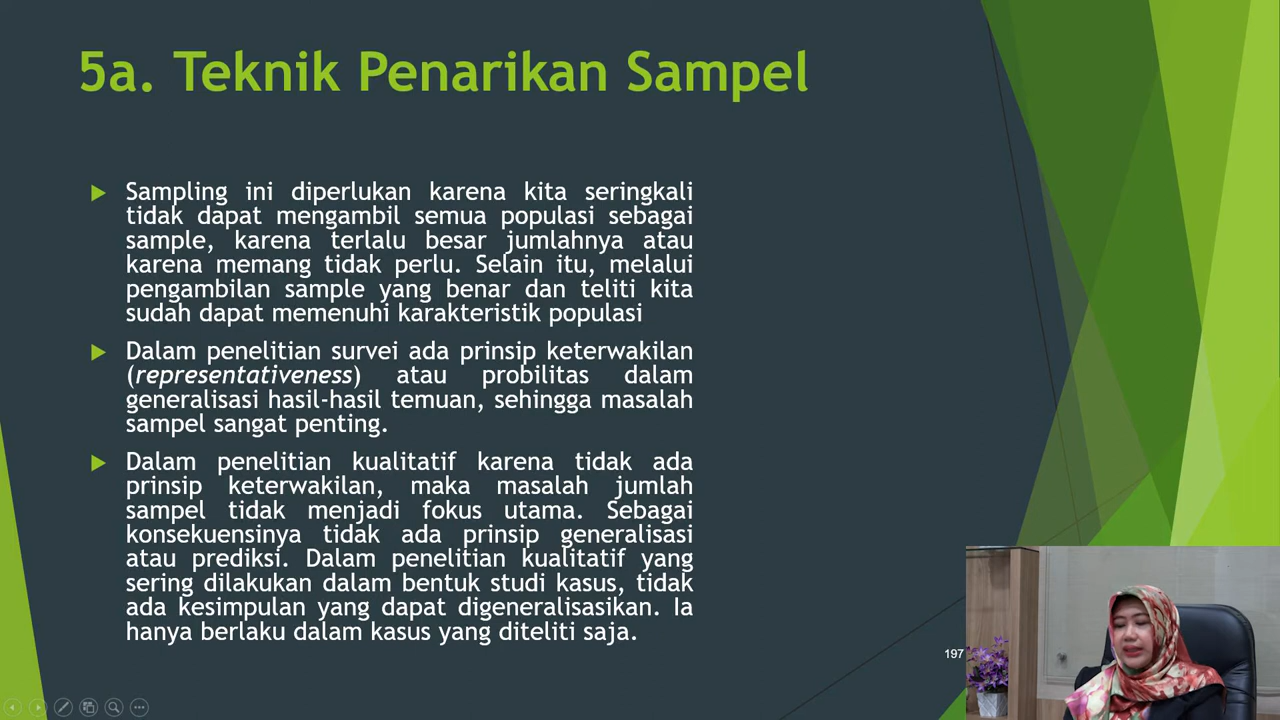 5a. Teknik Penarikan Sampel
Sampling ini diperlukan karena kita seringkali
tidak dapat mengambil semua populasi sebagai
sample, karena terlalu besar jumlahnya atau
karena memang tidak perlu. Selain itu, melalui
pengambilan sample yang benar dan teliti kita
sudah dapat memenuhi karakteristik populasi
Dalam penelitian survei ada prinsip keterwakilan
(representativeness) atau probilitas dalam
generalisasi hasil-hasil temuan, sehingga masalah
sampel sangat penting.
Dalam penelitian kualitatif karena tidak ada
prinsip keterwakilan, maka masalah jumlah
sampel tidak menjadi fokus utama. Sebagai
konsekuensinya tidak ada prinsip generalisasi
atau prediksi. Dalam penelitian kualitatif yang
sering dilakukan dalam bentuk studi kasus, tidak
ada kesimpulan yang dapat digeneralisasikan. Ia
hanya berlaku dalam kasus yang diteliti saja.
197